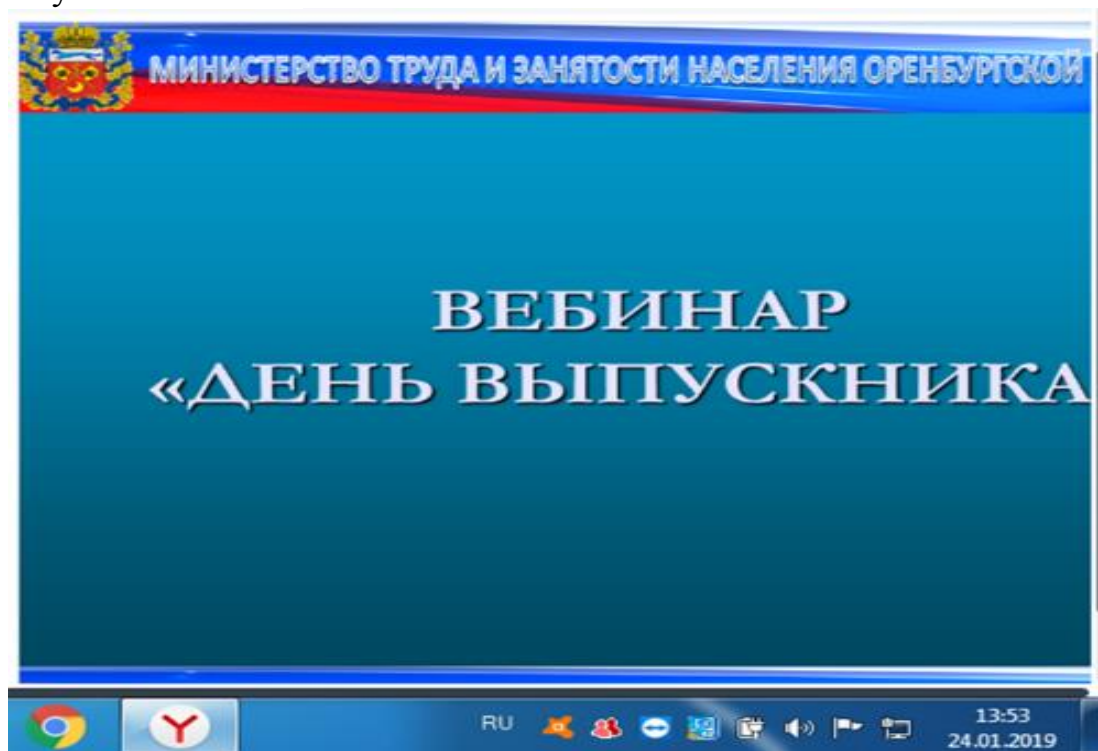 МИНИСТЕРСТВО ТРУДА И ЗАНЯТОСТИ НАСЕЛЕНИЯ ОРЕНБУРГСКОЙ
ВЕБИНАР
«ДЕНЬ ВЫПУСКНИКА
RU
13:53
24.01.2019